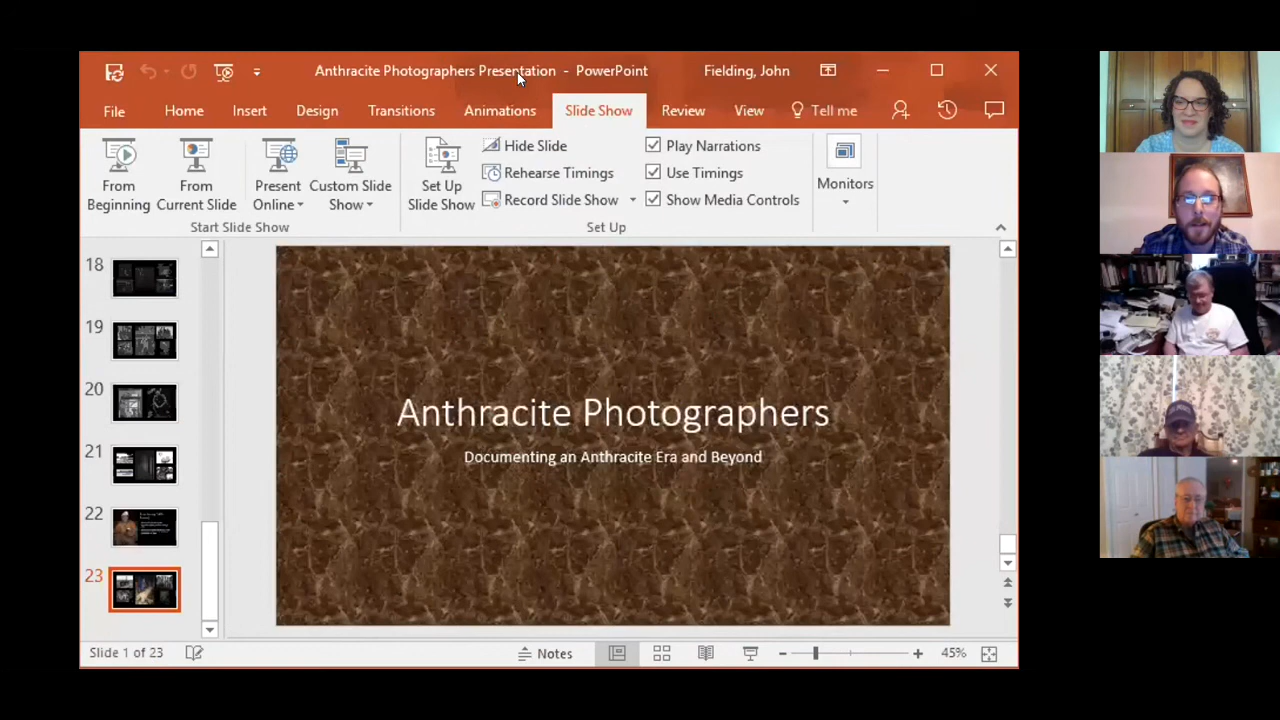 Anthracite Photographers Presentation - PowerPoint
Fielding, John
File Home Insert Design Transitions Animations Slide Show Review View Tell me
From Beginning
From Current Slide
Present Online
Custom Slide Show
Start Slide Show
Set Up Slide Show
Hide Slide
Rehearse Timings
Record Slide Show
Play Narrations
Use Timings
Show Media Controls
Set Up
Monitors
18
19
20
21
22
23
Anthracite Photographers
Documenting an Anthracite Era and Beyond
Slide 1 of 23
Notes
45%